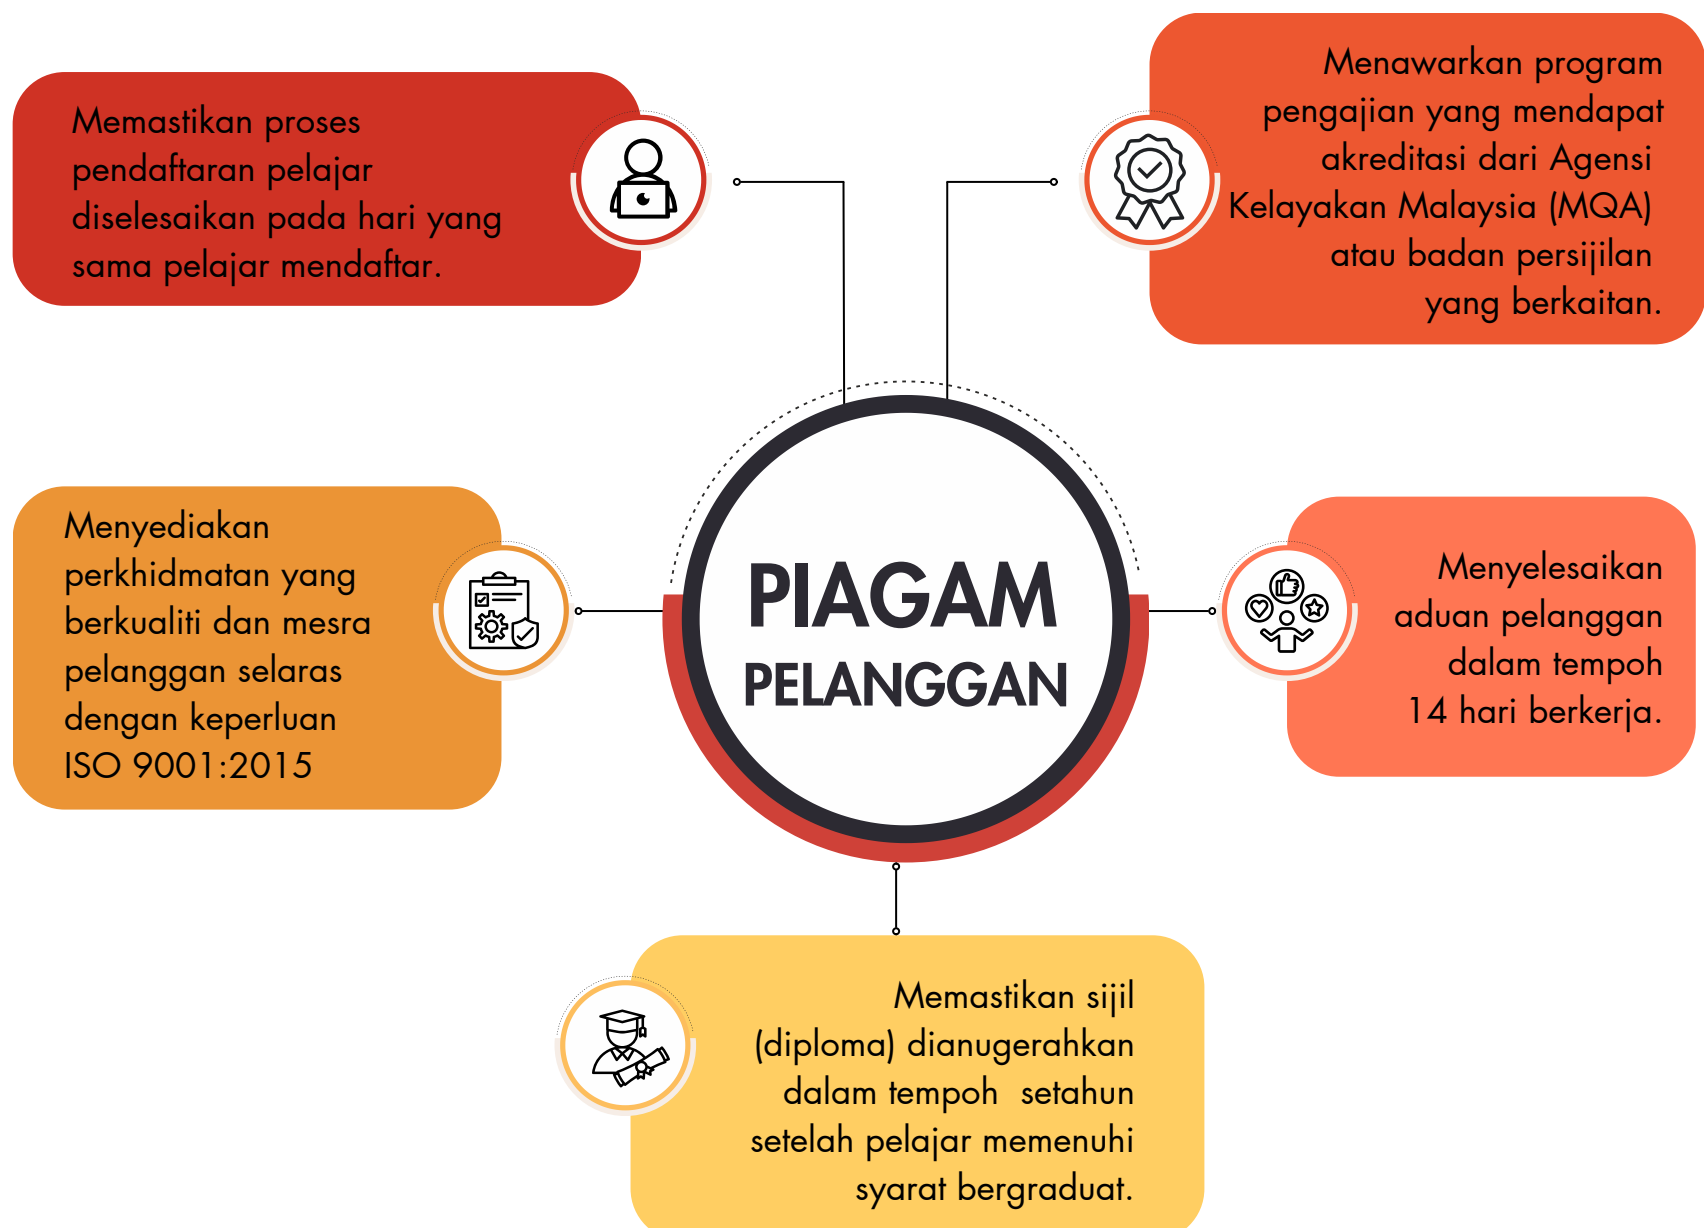 Memastikan proses
pendaftaran pelajar
diselesaikan pada hari yang
sama pelajar mendaftar.
Menawarkan program
pengajian yang mendapat
akreditasi dari Agensi
Kelayakan Malaysia (MQA)
atau badan persijilan
yang berkaitan.
Menyediakan
perkhidmatan yang
berkualiti dan mesra
pelanggan selaras
dengan keperluan
ISO 9001:2015
PIAGAM
PELANGGAN
Menyelesaikan
aduan pelanggan
dalam tempoh
14 hari berkerja.
Memastikan sijil
(diploma) dianugerahkan
dalam tempoh  setahun
setelah pelajar memenuhi
syarat bergraduat.